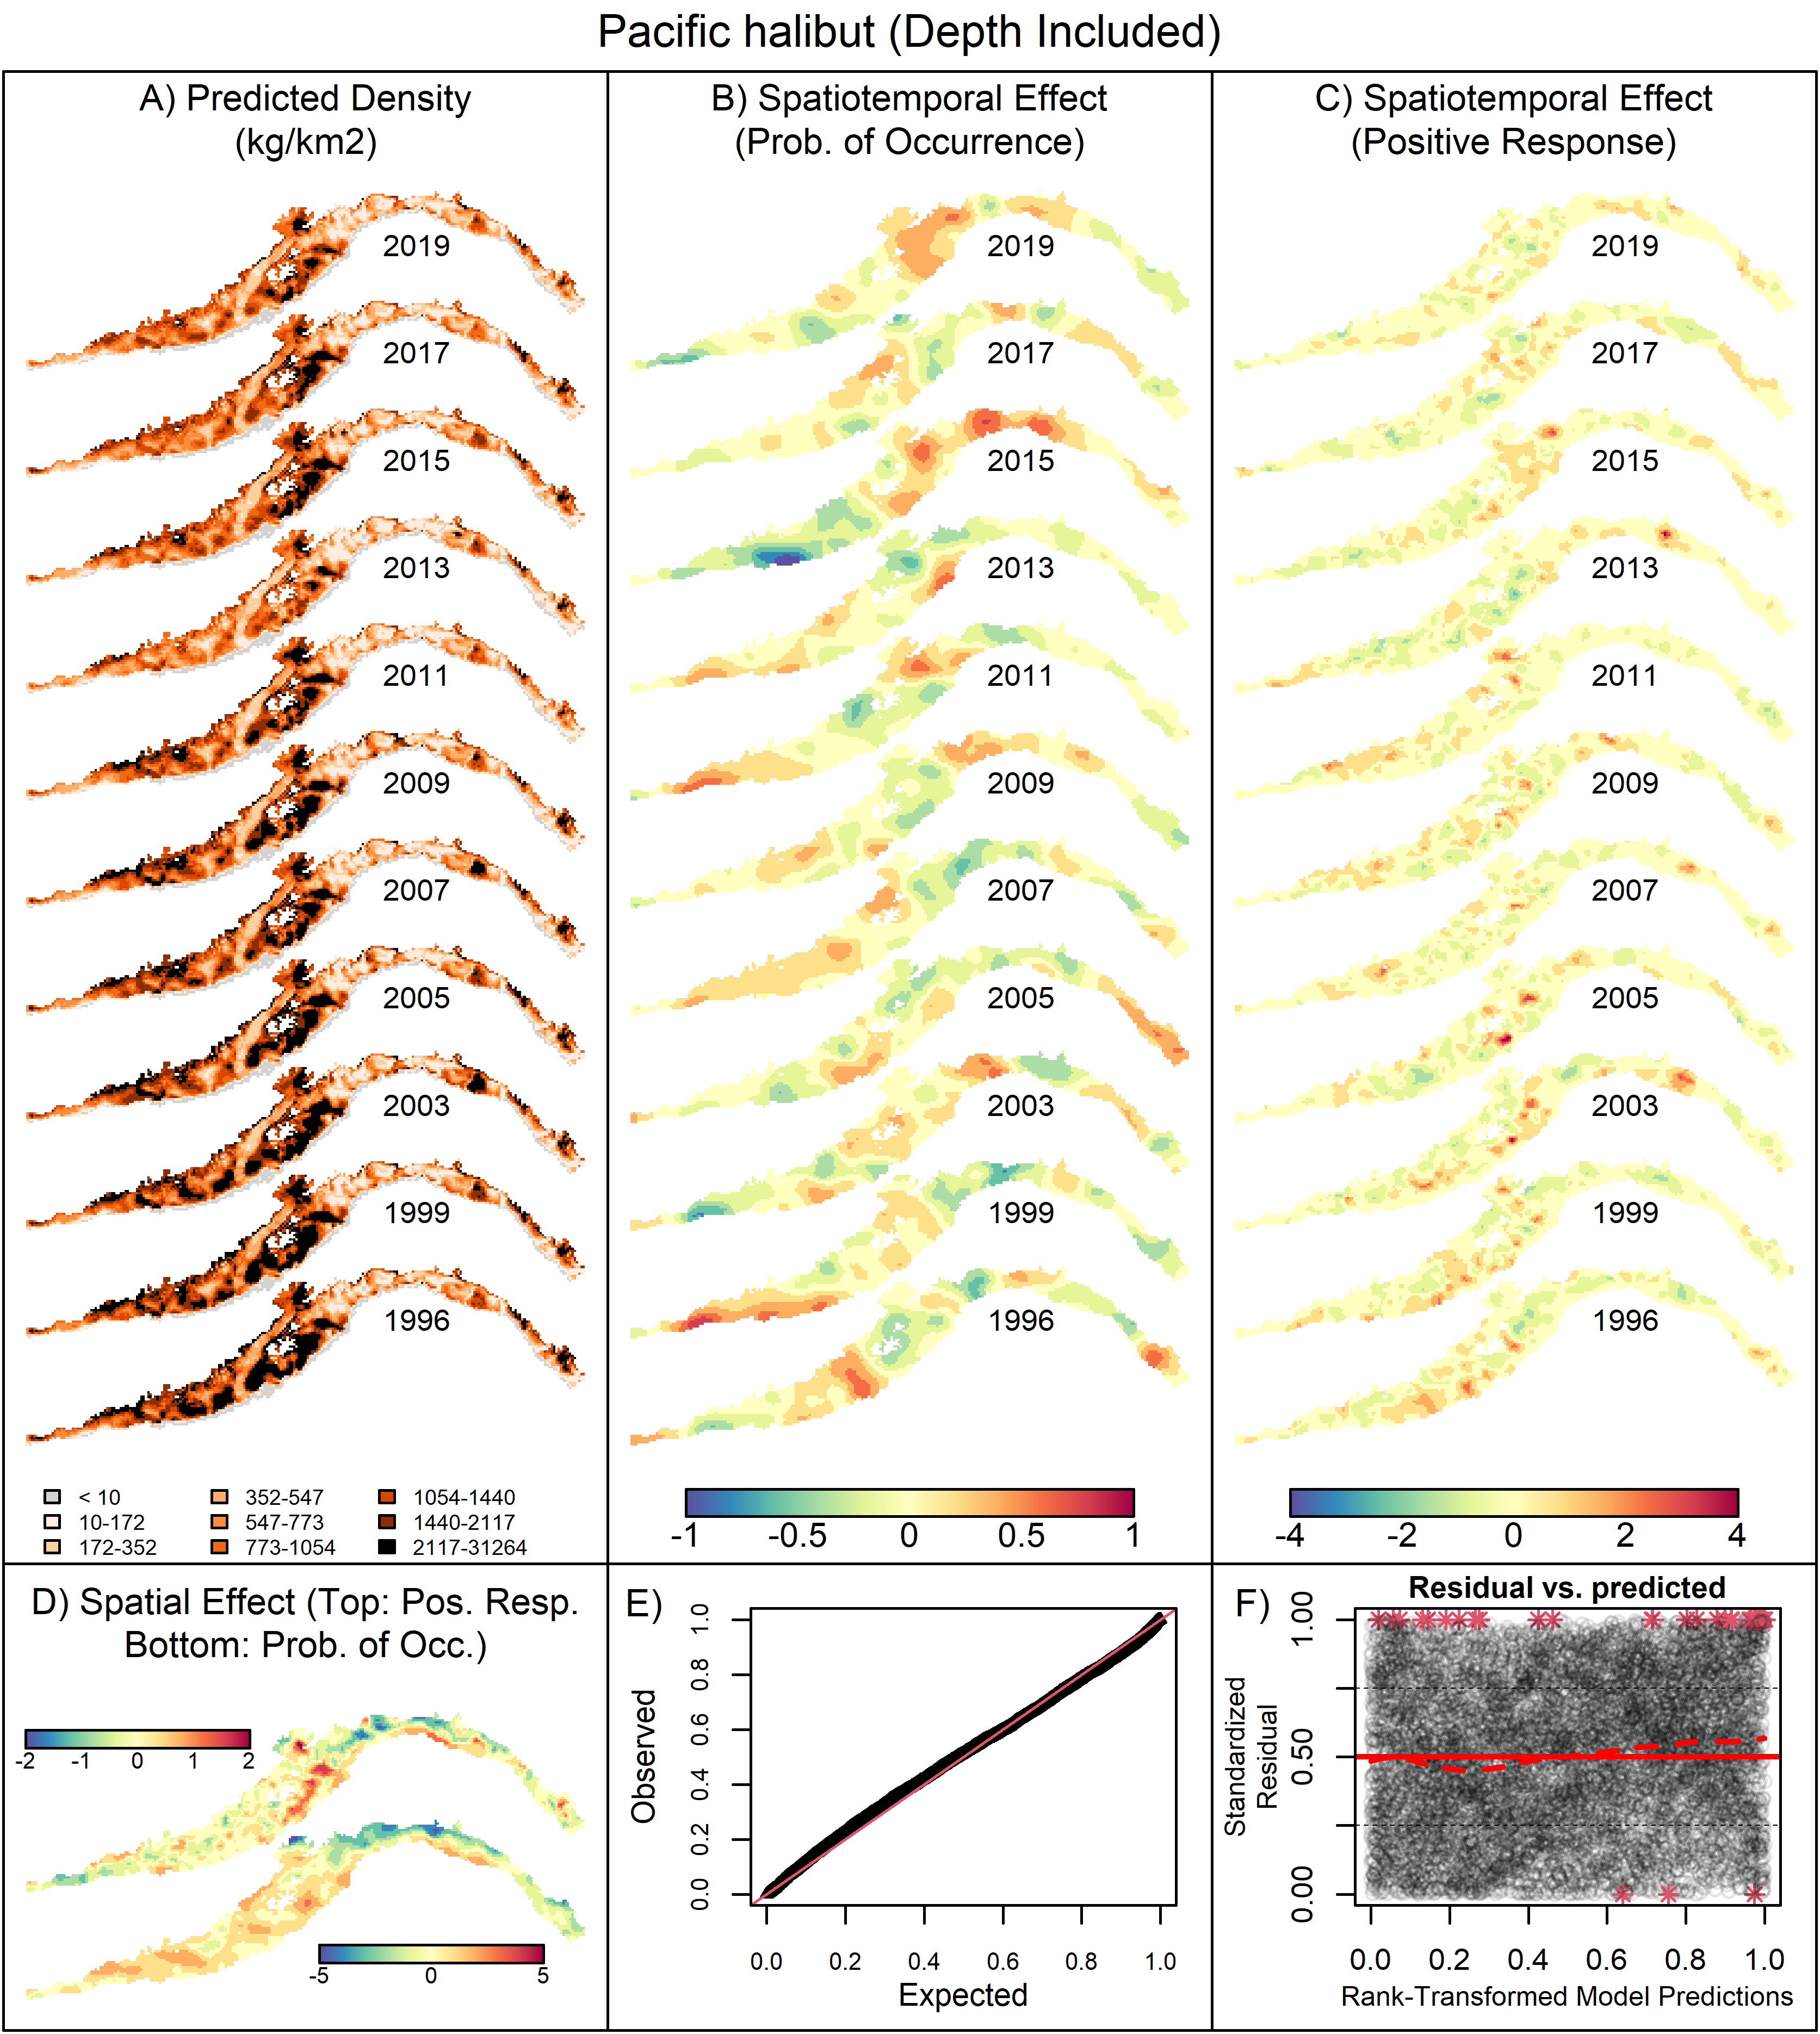 Pacific halibut (Depth Included)
A) Predicted Density
(kg/km2)
2019
2017
2015
2013
2011
2009
2007
2005
2003
1999
1996
< 10
10-172
172-352
352-547
547-773
773-1054
1054-1440
1440-2117
2117-31264
B) Spatiotemporal Effect
(Prob. of Occurrence)
2019
2017
2015
2013
2011
2009
2007
2005
2003
1999
1996
-1 -0.5 0 0.5 1
C) Spatiotemporal Effect
(Positive Response)
2019
2017
2015
2013
2011
2009
2007
2005
2003
1999
1996
-4 -2 0 2 4
D) Spatial Effect (Top: Pos. Resp.
Bottom: Prob. of Occ.)
-2 -1 0 1 2
-5 0 5
E)
Observed
0.0 0.2 0.4 0.6 0.8 1.0
0.0 0.2 0.4 0.6 0.8 1.0
Expected
F)
Residual vs. predicted
Standardized
Residual
0.00 0.50 1.00
0.0 0.2 0.4 0.6 0.8 1.0
Rank-Transformed Model Predictions